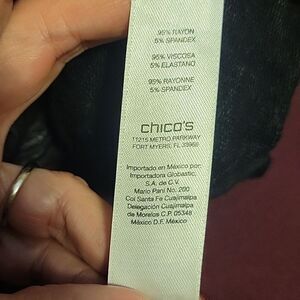 95% RAYON
5% SPANDEX
95% VISCOSA
5% ELASTANO
95% RAYONNE
5% SPANDEX
chico's
11215 METRO PARKWAY
FORT MYERS, FL 33966
Importado en México por:
Importadora Globastic,
S.A. de C.V.
Mario Pani No. 200
Col Santa Fe Cuajimalpa
Delegación Cuajimalpa
de Morelos C.P. 05348
México D.F. México